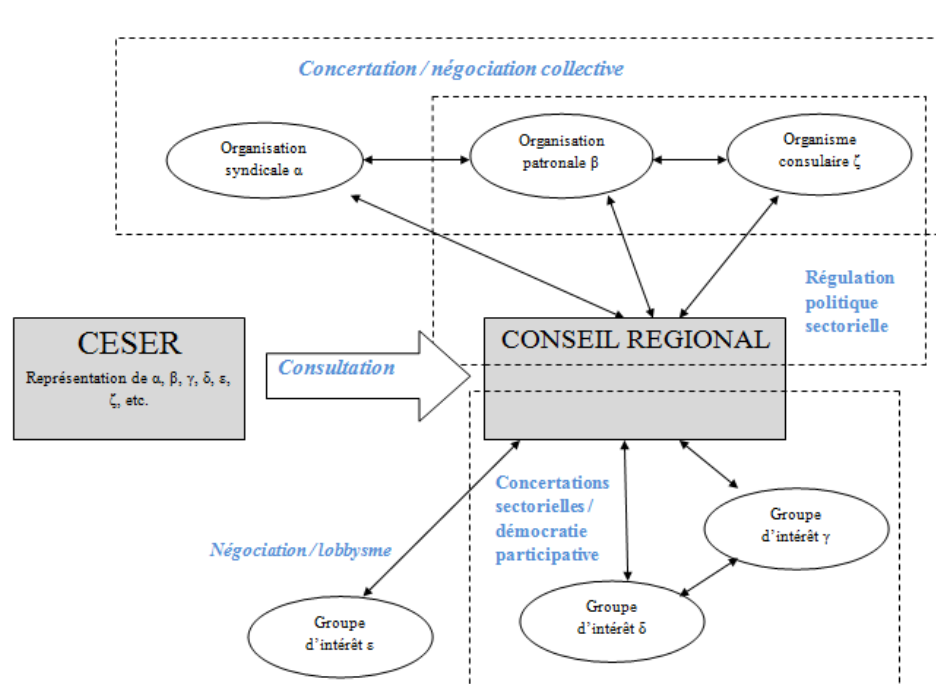 Concertation / négociation collective
Organisation
syndicale α
Organisation
patronale β
Organisme
consulaire ζ
Régulation
politique
sectorielle
CESER
Représentation de α, β, γ, δ, ε,
ζ, etc.
Consultation
CONSEIL REGIONAL
Concertations
sectorielles /
démocratie
participative
Négociation / lobbysme
Groupe
d'intérêt γ
Groupe
d'intérêt δ
Groupe
d'intérêt ε